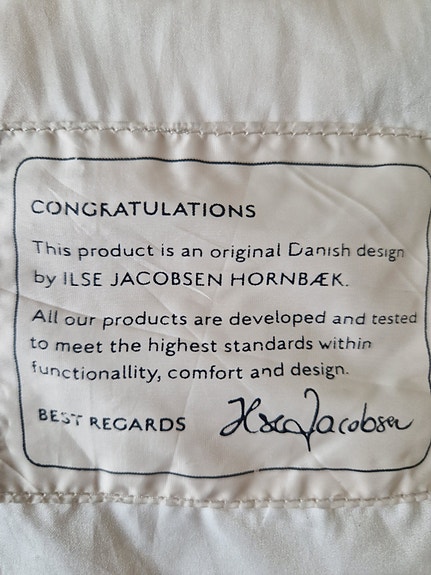 CONGRATULATIONS
This product is an original Danish design
by ILSE JACOBSEN HORNBÆK.
All our products are developed and tested
to meet the highest standards within
functionallity, comfort and design.
BEST REGARDS Ilse Jacobsen